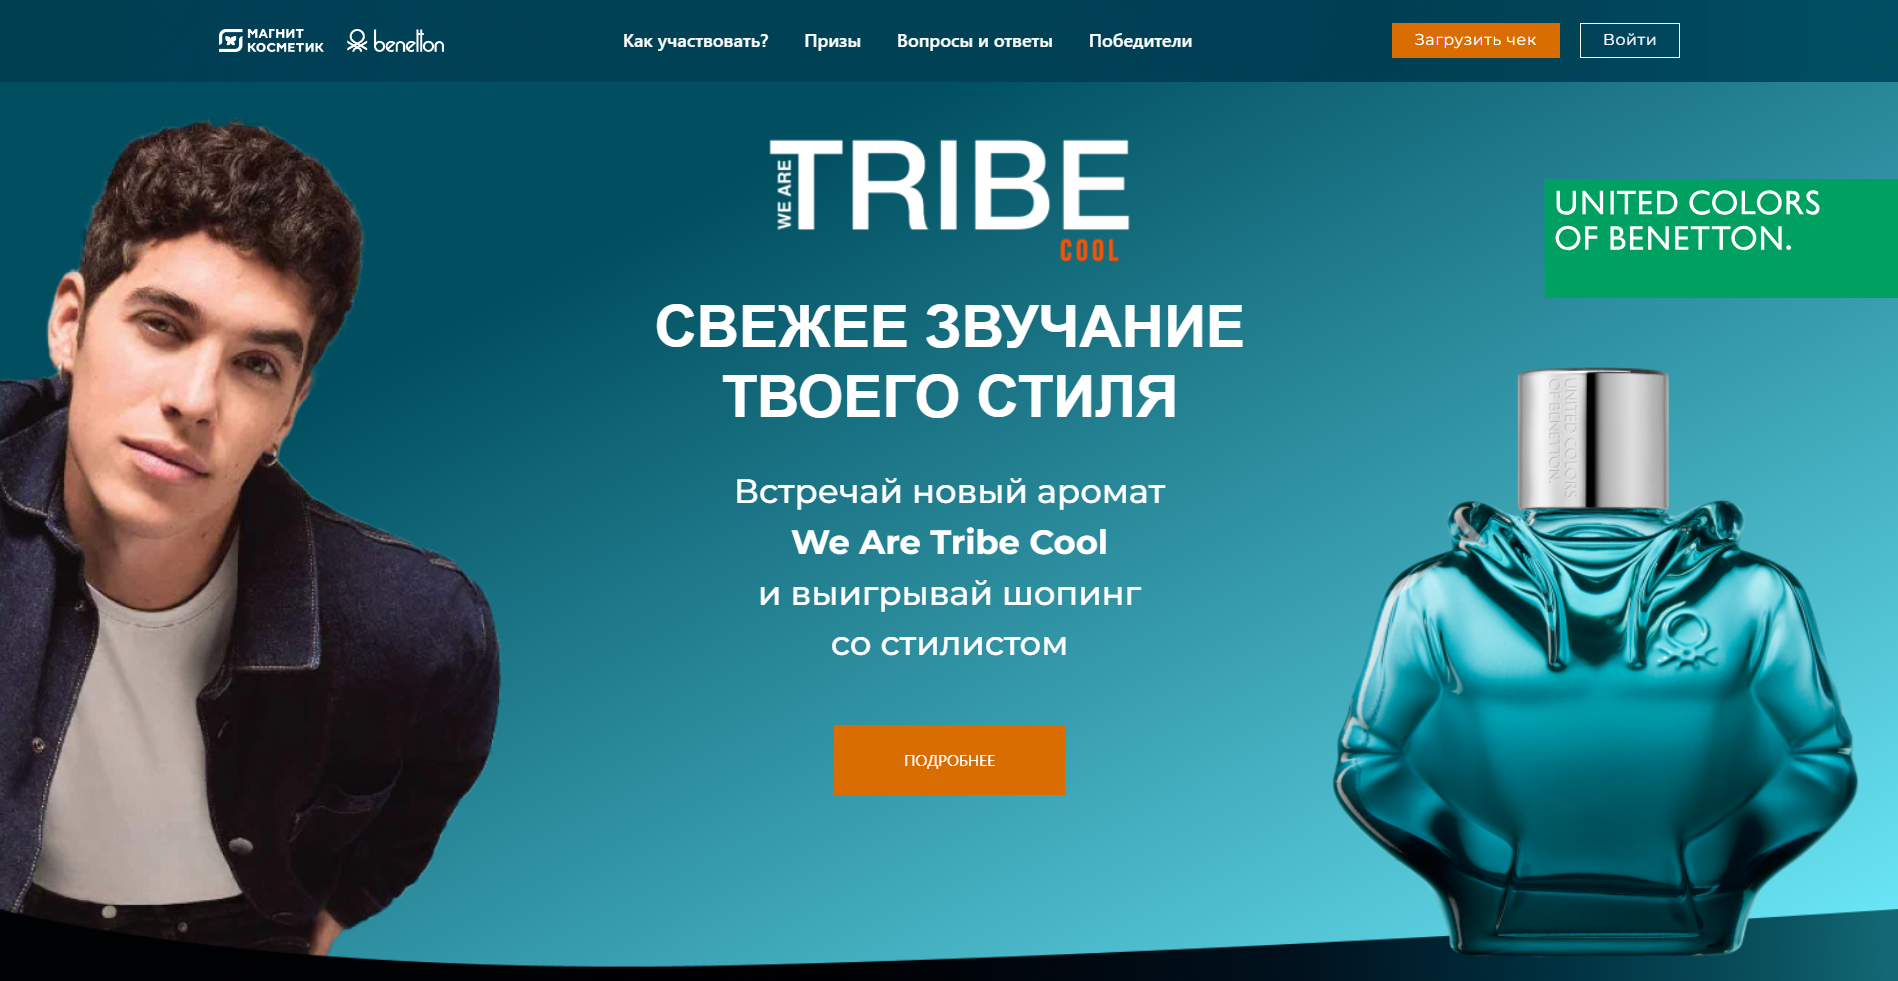 МАГНИТ
КОСМЕТИК
benetton
Как участвовать?
Призы
Вопросы и ответы
Победители
Загрузить чек
Войти
WE ARE
TRIBE
COOL
UNITED COLORS
OF BENETTON.
СВЕЖЕЕ ЗВУЧАНИЕ
ТВОЕГО СТИЛЯ
Встречай новый аромат
We Are Tribe Cool
и выигрывай шопинг
со стилистом
ПОДРОБНЕЕ
UNITED COLORS
OF BENETTON.